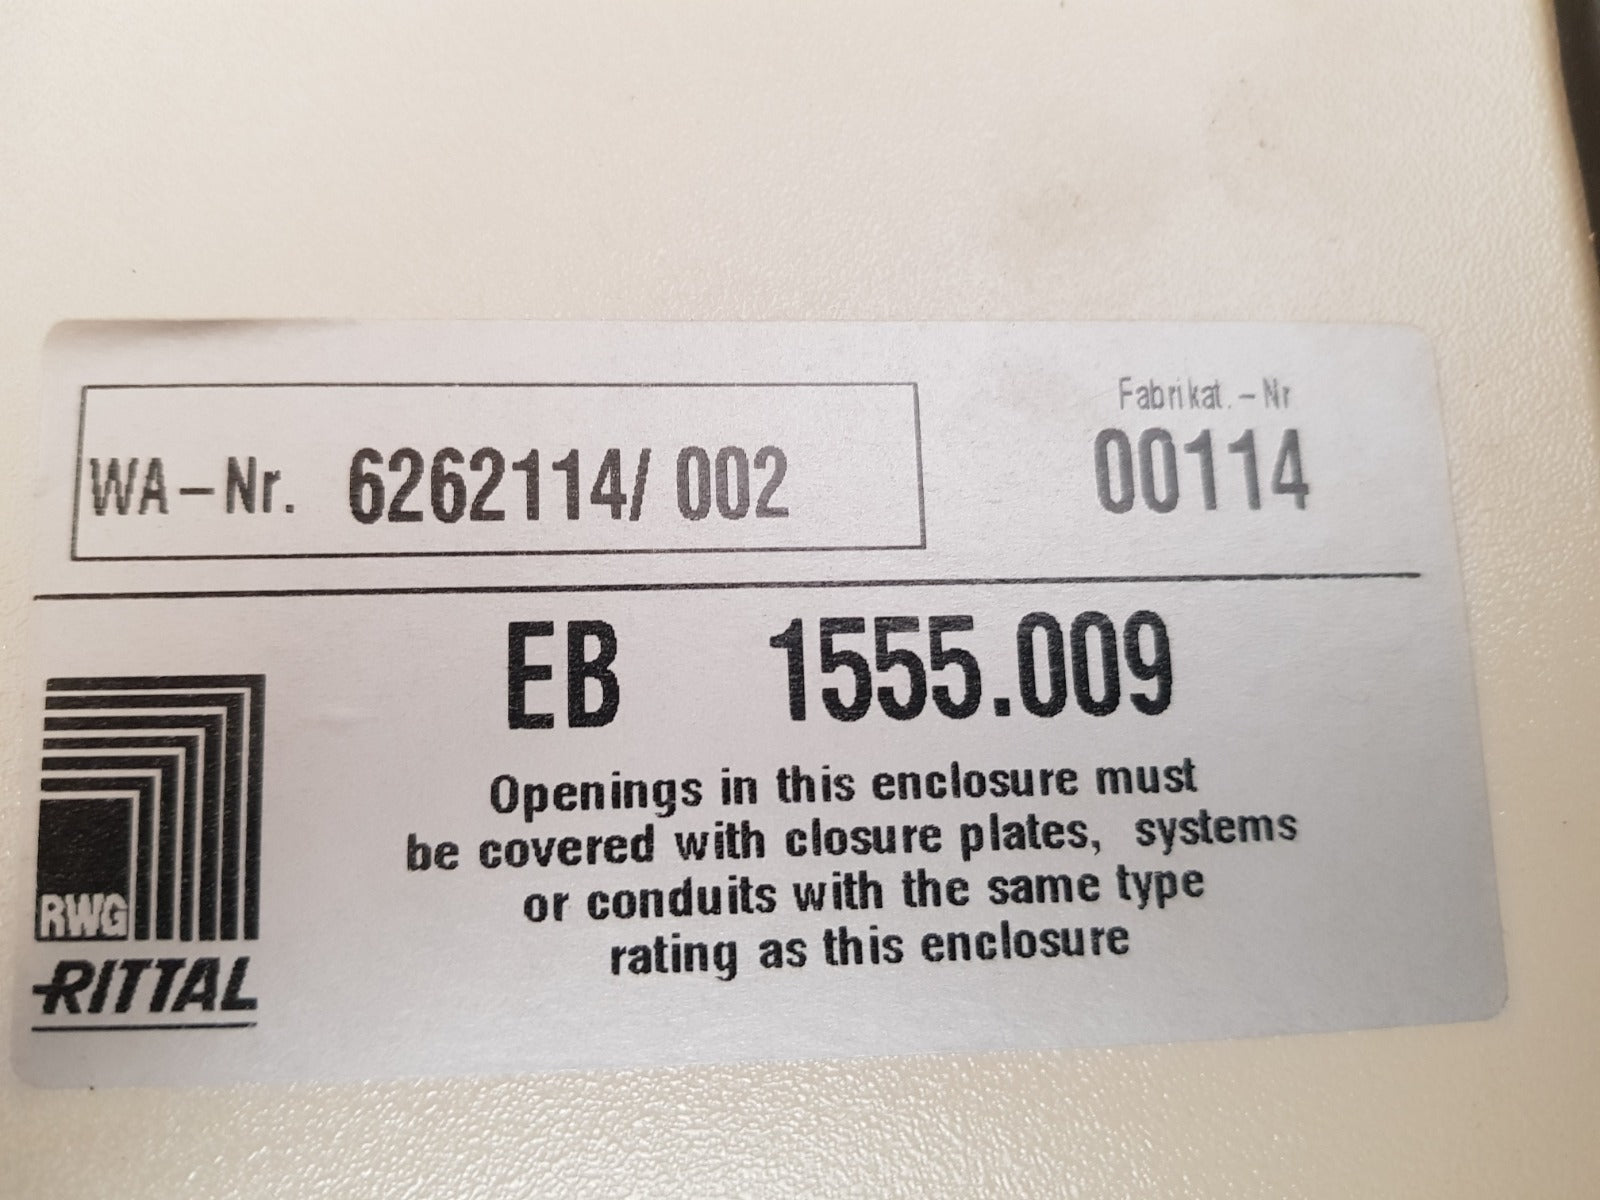 WA-Nr. 6262114/ 002
Fabrikat.-Nr
00114
EB 1555.009
Openings in this enclosure must
be covered with closure plates, systems
or conduits with the same type
rating as this enclosure
RWG
RITTAL